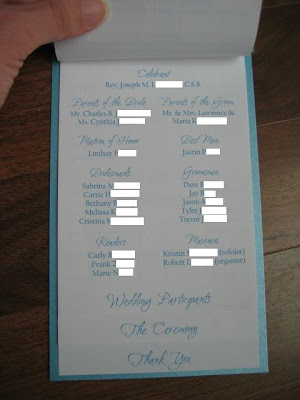 Celebrant
Rev. Joseph M. L C.S.B
Parents of the Bride
Mr. Charles R.
Ms. Cynthia
Parents of the Groom
Mr. & Mrs. Lawrence &
Maria K
Matron of Honor
Lindsay
Best Man
Justin
Bridesmaids
Sabrina
Carrie
Bethany
Melissa
Cristina
Groomsmen
Dave
Jay
Jason
Tyler
Trevor
Readers
Carly
Frank
Marie
Musicians
Kristin (soloist)
Robert (organist)
Wedding Participants
The Ceremony
Thank You